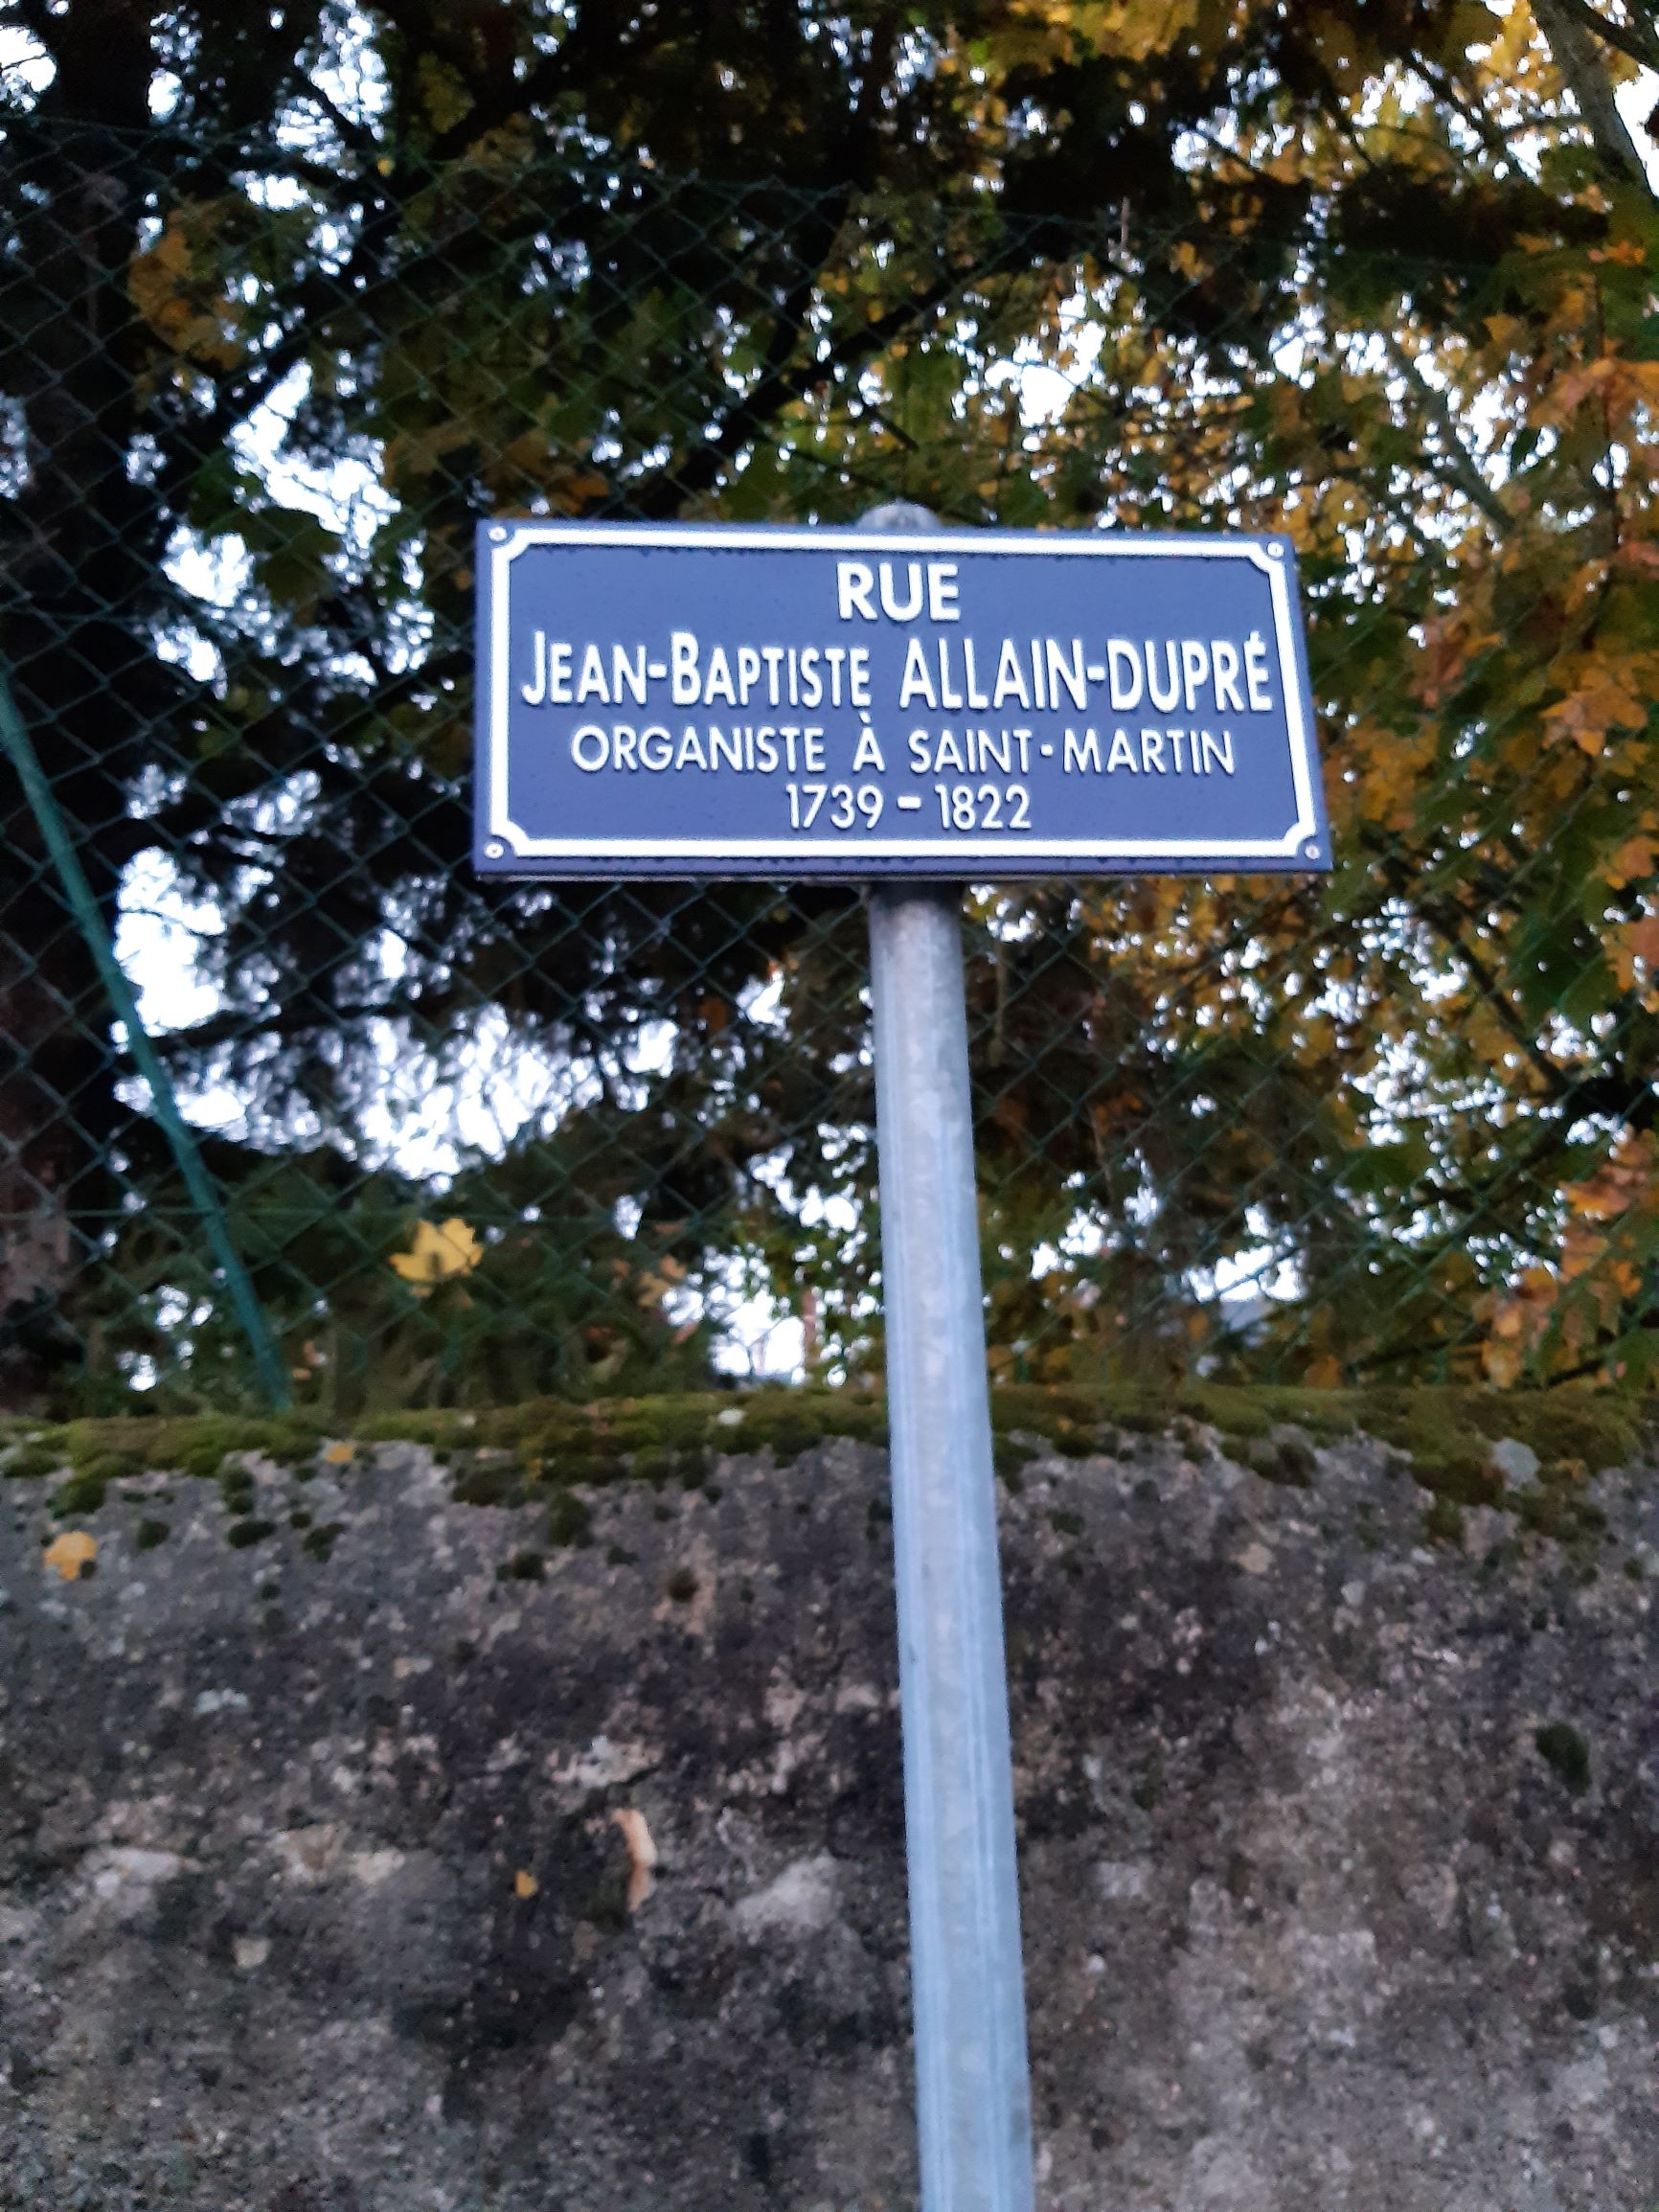 RUE
JEAN-BAPTISTE ALLAIN-DUPRÉ
ORGANISTE À SAINT-MARTIN
1739 - 1822